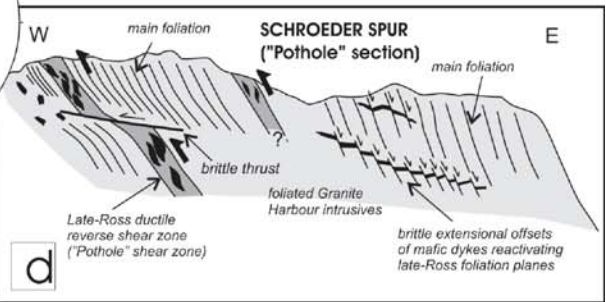 W
main foliation
SCHROEDER SPUR
("Pothole" section)
E
main foliation
?
brittle thrust
foliated Granite
Harbour intrusives
Late-Ross ductile
reverse shear zone
("Pothole" shear zone)
brittle extensional offsets
of mafic dykes reactivating
late-Ross foliation planes
d